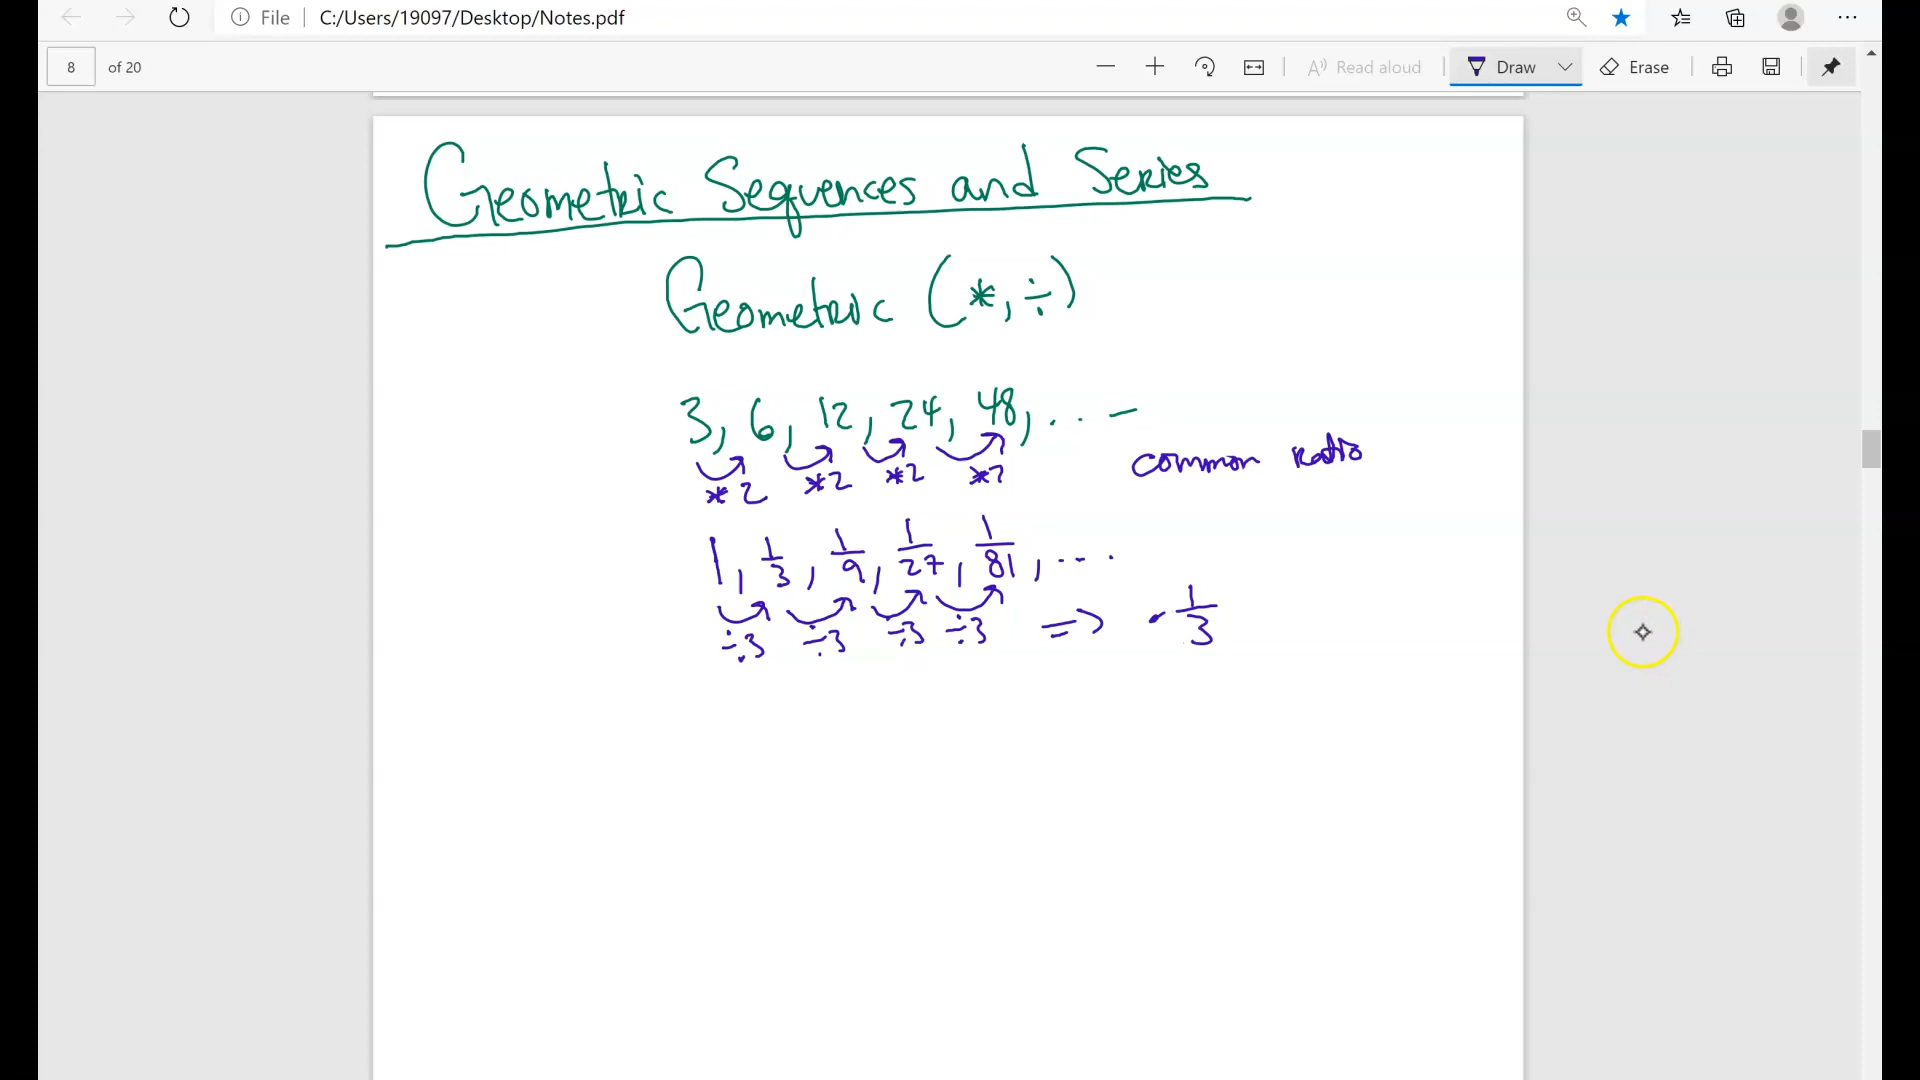 File C:/Users/19097/Desktop/Notes.pdf
8 of 20 Read aloud Draw Erase
Geometric Sequences and Series
Geometric (*, ÷)
3, 6, 12, 24, 48, ...
*2 *2 *2 *2 common ratio
1, 1/3, 1/9, 1/27, 1/81, ...
÷3 ÷3 ÷3 ÷3 => · 1/3